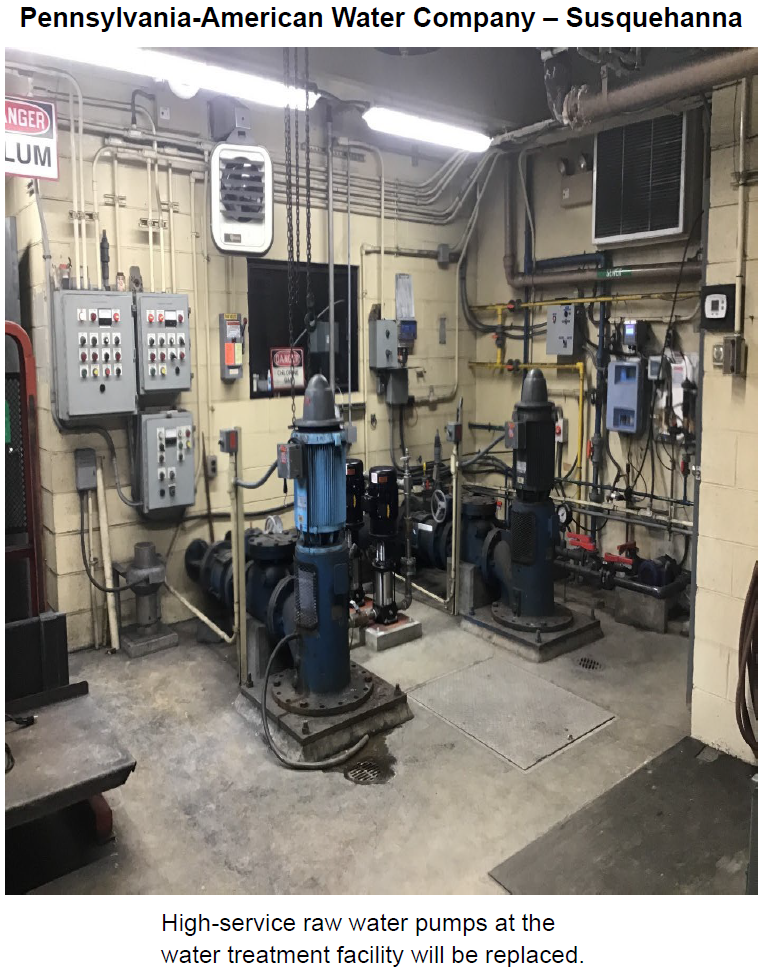 Pennsylvania-American Water Company – Susquehanna
ANGER
LUM
DANGER
CHLORINE
High-service raw water pumps at the
water treatment facility will be replaced.